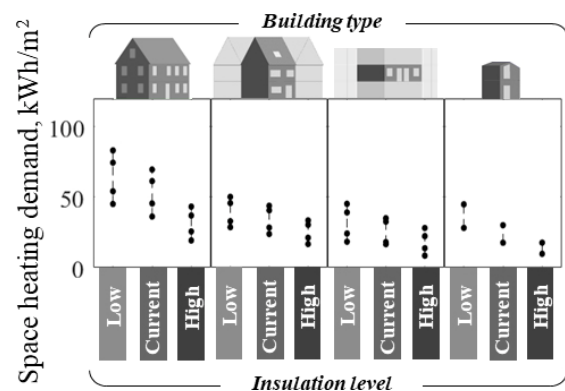 Building type
Space heating demand, kWh/m²
100
50
0
Low
Current
High
Low
Current
High
Low
Current
High
Low
Current
High
Insulation level